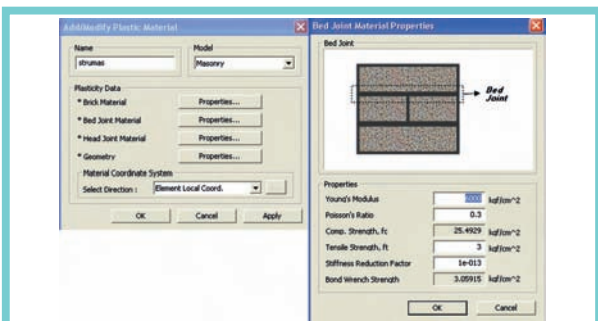 Add/Modify Plastic Material
Name
strumas
Model
Masonry
Plasticity Data
* Brick Material Properties...
* Bed Joint Material Properties...
* Head Joint Material Properties...
* Geometry Properties...
Material Coordinate System
Select Direction : Element Local Coord.
OK Cancel Apply
Bed Joint Material Properties
Bed Joint
Bed
Joint
Properties
Young's Modulus 6000 kgf/cm^2
Poisson's Ratio 0.3
Comp. Strength, fc 25.4929 kgf/cm^2
Tensile Strength, ft 3 kgf/cm^2
Stiffness Reduction Factor 1e-013
Bond Wrench Strength 3.05915 kgf/cm^2
OK Cancel